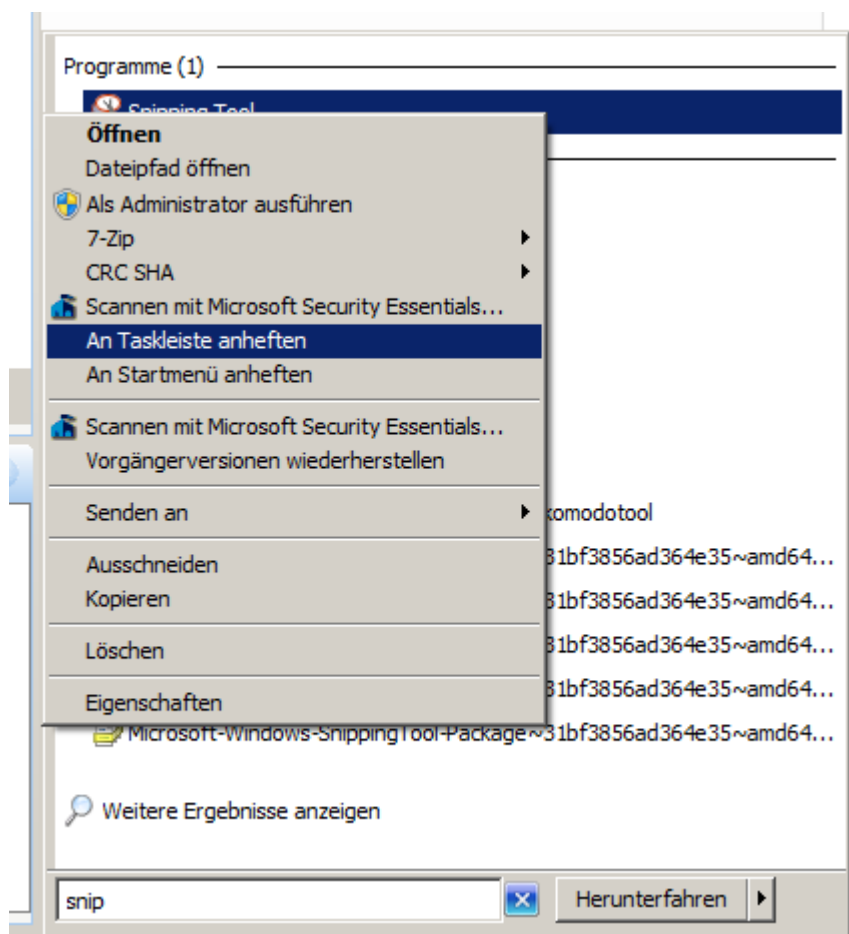 Programme (1)
Snipping Tool
Öffnen
Dateipfad öffnen
Als Administrator ausführen
7-Zip
CRC SHA
Scannen mit Microsoft Security Essentials...
An Taskleiste anheften
An Startmenü anheften
Scannen mit Microsoft Security Essentials...
Vorgängerversionen wiederherstellen
Senden an
komodotool
Ausschneiden
31bf3856ad364e35~amd64...
Kopieren
31bf3856ad364e35~amd64...
Löschen
31bf3856ad364e35~amd64...
Eigenschaften
31bf3856ad364e35~amd64...
Microsoft-Windows-SnippingTool-Package~31bf3856ad364e35~amd64...
Weitere Ergebnisse anzeigen
snip
Herunterfahren